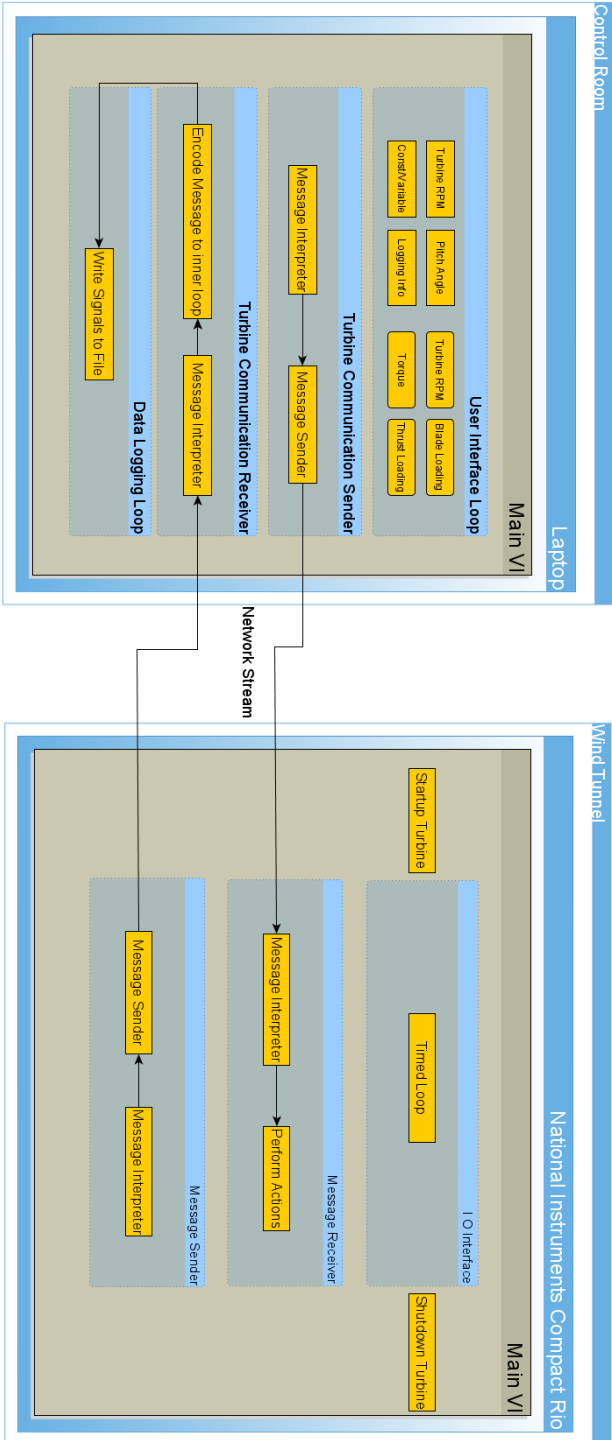 Control Room
Laptop
Main VI
User Interface Loop
Turbine RPM
Pitch Angle
Turbine RPM
Blade Loading
Const/Variable
Logging Info
Torque
Thrust Loading
Turbine Communication Sender
Message Interpreter
Message Sender
Turbine Communication Receiver
Encode Message to inner loop
Message Interpreter
Data Logging Loop
Write Signals to File
Network Stream
Wind Tunnel
National Instruments Compact Rio
Main VI
Startup Turbine
I O Interface
Timed Loop
Shutdown Turbine
Message Receiver
Message Interpreter
Perform Actions
Message Sender
Message Sender
Message Interpreter